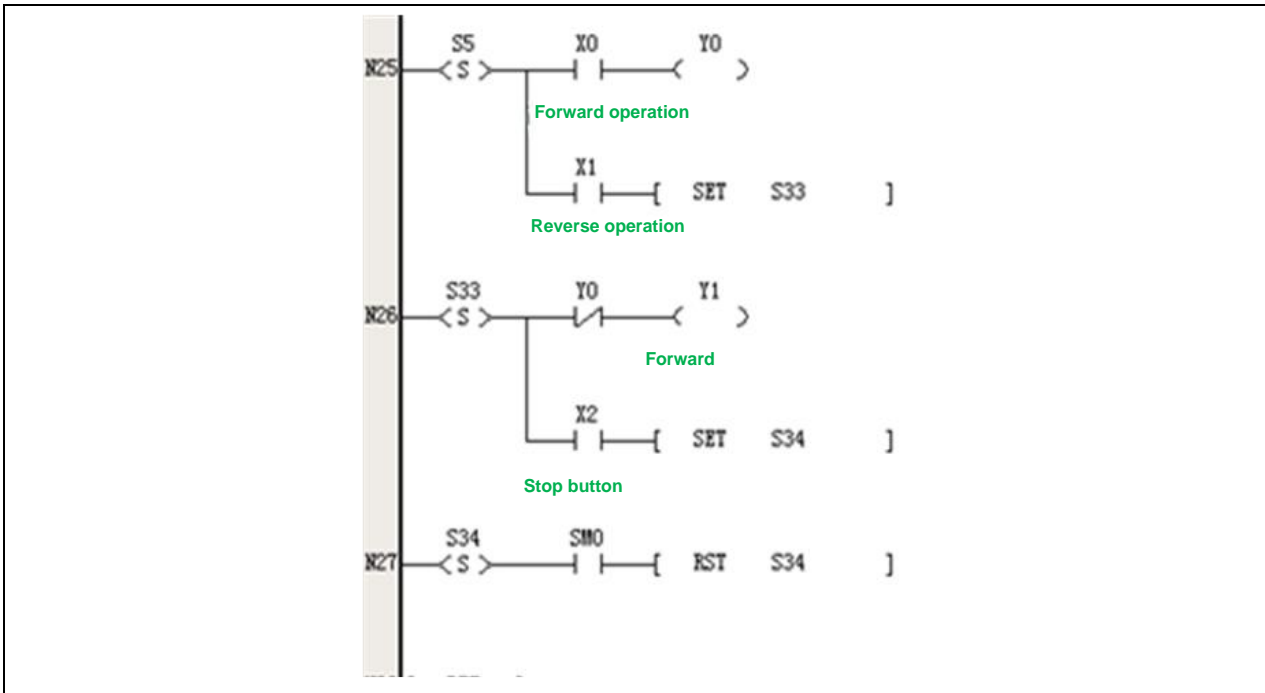 S5 X0 Y0
N25 < S > ( )
Forward operation
X1
[ SET S33 ]
Reverse operation
S33 Y0 Y1
N26 < S > ( )
Forward
X2
[ SET S34 ]
Stop button
S34 SM0
N27 < S > [ RST S34 ]